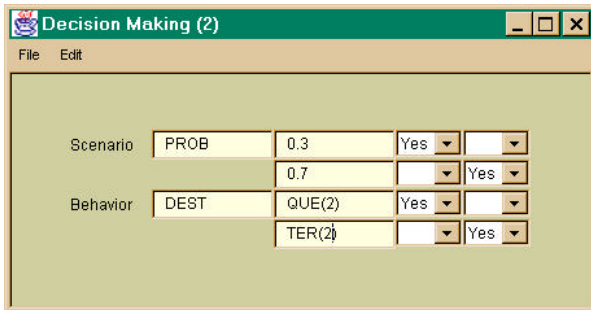 Decision Making (2)
File Edit
Scenario PROB 0.3 Yes
0.7 Yes
Behavior DEST QUE(2) Yes
TER(2) Yes